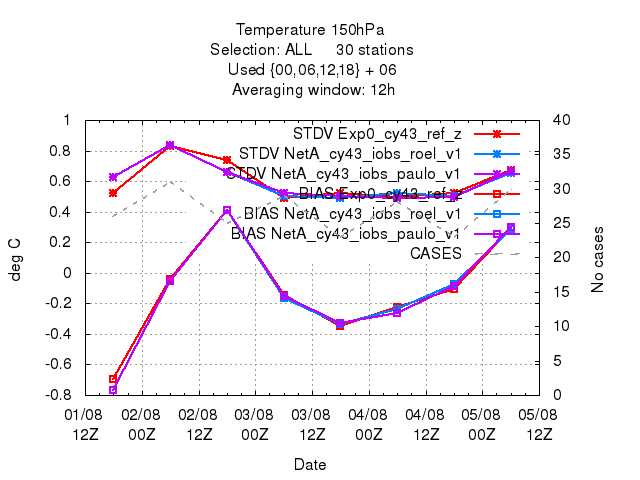 Temperature 150hPa
Selection: ALL 30 stations
Used {00,06,12,18} + 06
Averaging window: 12h
1
0.8
0.6
0.4
0.2
0
-0.2
-0.4
-0.6
-0.8
deg C
STDV Exp0_cy43_ref_z
STDV NetA_cy43_iobs_roel_v1
STDV NetA_cy43_iobs_paulo_v1
BIAS Exp0_cy43_ref_z
BIAS NetA_cy43_iobs_roel_v1
BIAS NetA_cy43_iobs_paulo_v1
CASES
40
35
30
25
20
15
10
5
0
No cases
01/08 02/08 02/08 03/08 03/08 04/08 04/08 05/08 05/08
12Z 00Z 12Z 00Z 12Z 00Z 12Z 00Z 12Z
Date